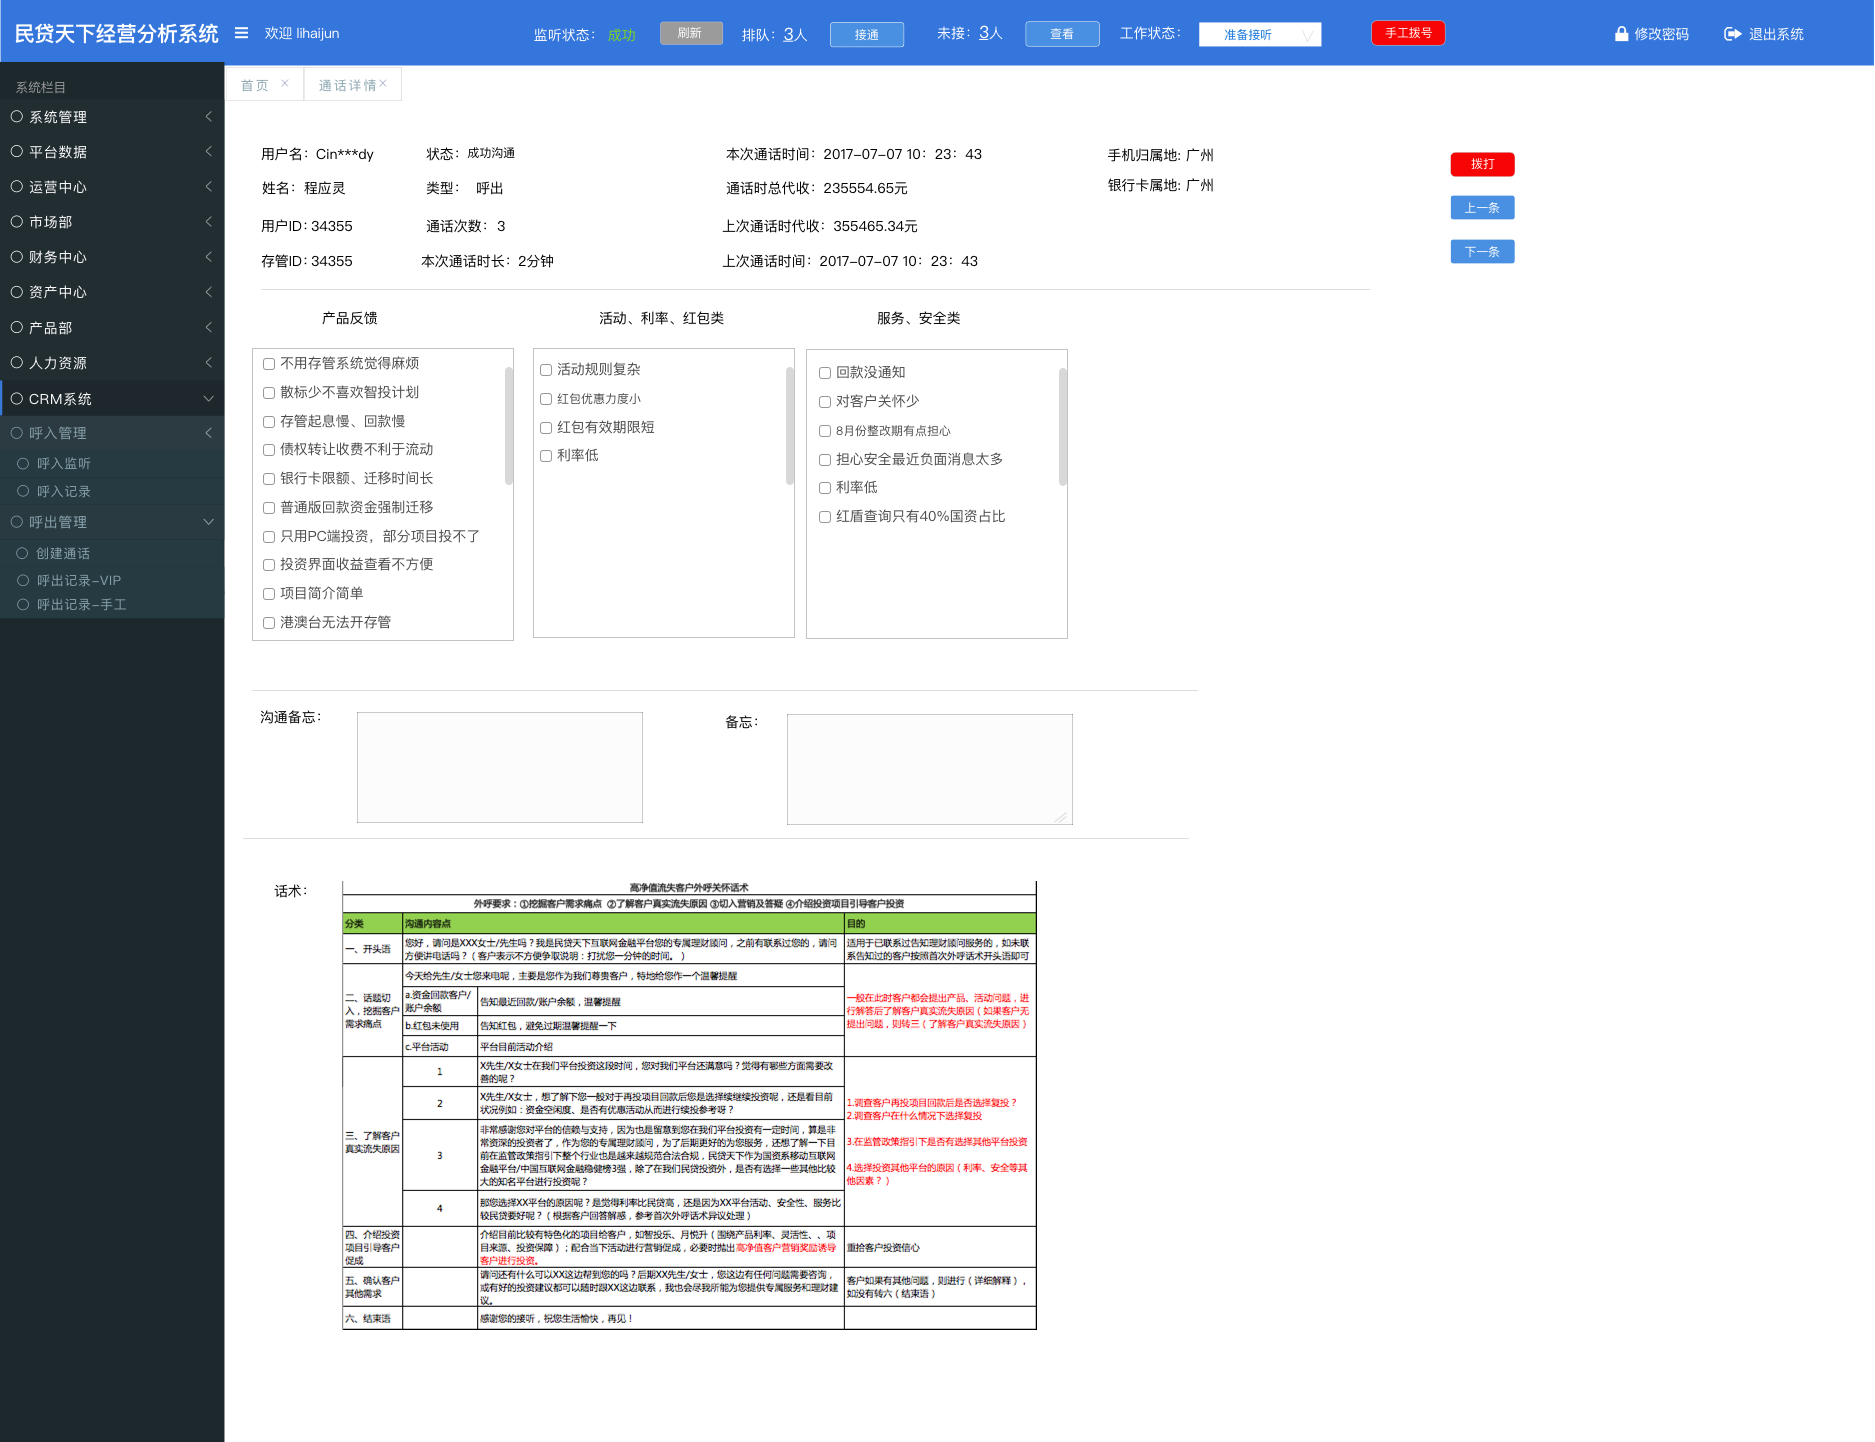 民贷天下经营分析系统
欢迎 lihaijun
监听状态： 成功
刷新
排队：3人
接通
未接：3人
查看
工作状态：
准备接听
手工拨号
修改密码
退出系统
系统栏目
系统管理
平台数据
运营中心
市场部
财务中心
资产中心
产品部
人力资源
CRM系统
呼入管理
呼入监听
呼入记录
呼出管理
创建通话
呼出记录-VIP
呼出记录-手工
首页 ×
通话详情×
用户名：Cin***dy
状态：成功沟通
本次通话时间：2017-07-07 10：23：43
手机归属地: 广州
拨打
姓名：程应灵
类型： 呼出
通话时总代收：235554.65元
银行卡属地: 广州
上一条
用户ID: 34355
通话次数：3
上次通话时代收：355465.34元
下一条
存管ID: 34355
本次通话时长：2分钟
上次通话时间：2017-07-07 10：23：43
产品反馈
不用存管系统觉得麻烦
散标少不喜欢智投计划
存管起息慢、回款慢
债权转让收费不利于流动
银行卡限额、迁移时间长
普通版回款资金强制迁移
只用PC端投资，部分项目投不了
投资界面收益查看不方便
项目简介简单
港澳台无法开存管
活动、利率、红包类
活动规则复杂
红包优惠力度小
红包有效期限短
利率低
服务、安全类
回款没通知
对客户关怀少
8月份整改期有点担心
担心安全最近负面消息太多
利率低
红盾查询只有40%国资占比
沟通备忘：
备忘：
话术：
高净值流失客户外呼关怀话术
外呼要求：①挖掘客户需求痛点 ②了解客户真实流失原因 ③切入营销及答疑 ④介绍投资项目引导客户投资
分类
沟通内容点
目的
一、开头语
您好，请问是XXX女士/先生吗？我是民贷天下互联网金融平台您的专属理财顾问，之前有联系过您的，请问
方便讲电话吗？（客户表示不方便争取说明：打扰您一分钟的时间。）
适用于已联系过告知理财顾问服务的，如未联
系告知过的客户按照首次外呼话术开头语即可
二、话题切
入，挖掘客户
需求痛点
今天给先生/女士您来电呢，主要是您作为我们尊贵客户，特地给您作一个温馨提醒
a.资金回款客户/
账户余额
告知最近回款/账户余额，温馨提醒
b.红包未使用
告知红包，避免过期温馨提醒一下
c.平台活动
平台目前活动介绍
一般在此时客户都会提出产品、活动问题，进
行解答后了解客户真实流失原因（如果客户无
提出问题，则转三（了解客户真实流失原因）
三、了解客户
真实流失原因
1
X先生/X女士在我们平台投资这段时间，您对我们平台还满意吗？觉得有哪些方面需要改
善的呢？
2
X先生/X女士，想了解下您一般对于再投项目回款后您是选择续继续投资呢，还是看目前
状况例如：资金空闲度、是否有优惠活动从而进行续投参考呀？
3
非常感谢您对平台的信赖与支持，因为也是留意到您在我们平台投资有一定时间，算是非
常资深的投资者了，作为您的专属理财顾问，为了后期更好的为您服务，还想了解一下目
前在监管政策指引下整个行业也是越来越规范合法合规，民贷天下作为国资系移动互联网
金融平台/中国互联网金融稳健榜3强，除了在我们民贷投资外，是否有选择一些其他比较
大的知名平台进行投资呢？
4
那您选择XX平台的原因呢？是觉得利率比民贷高，还是因为XX平台活动、安全性、服务比
较民贷要好呢？（根据客户回答解惑，参考首次外呼话术异议处理）
1.调查客户再投项目回款后是否选择复投？
2.调查客户在什么情况下选择复投
3.在监管政策指引下是否有选择其他平台投资
4.选择投资其他平台的原因（利率、安全等其
他因素？）
四、介绍投资
项目引导客户
促成
介绍目前比较有特色化的项目给客户，如智投乐、月悦升（围绕产品利率、灵活性、、项
目来源、投资保障）；配合当下活动进行营销促成，必要时抛出高净值客户营销奖励诱导
客户进行投资。
重拾客户投资信心
五、确认客户
其他需求
请问还有什么可以XX这边帮到您的吗？后期XX先生/女士，您这边有任何问题需要咨询，
或有好的投资建议都可以随时跟XX这边联系，我也会尽我所能为您提供专属服务和理财建
议。
客户如果有其他问题，则进行（详细解释），
如没有转六（结束语）
六、结束语
感谢您的接听，祝您生活愉快，再见！